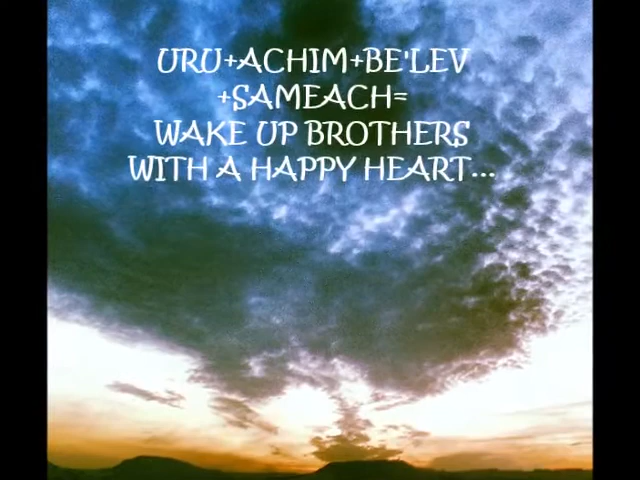 URU+ACHIM+BE'LEV
+SAMEACH=
WAKE UP BROTHERS
WITH A HAPPY HEART...